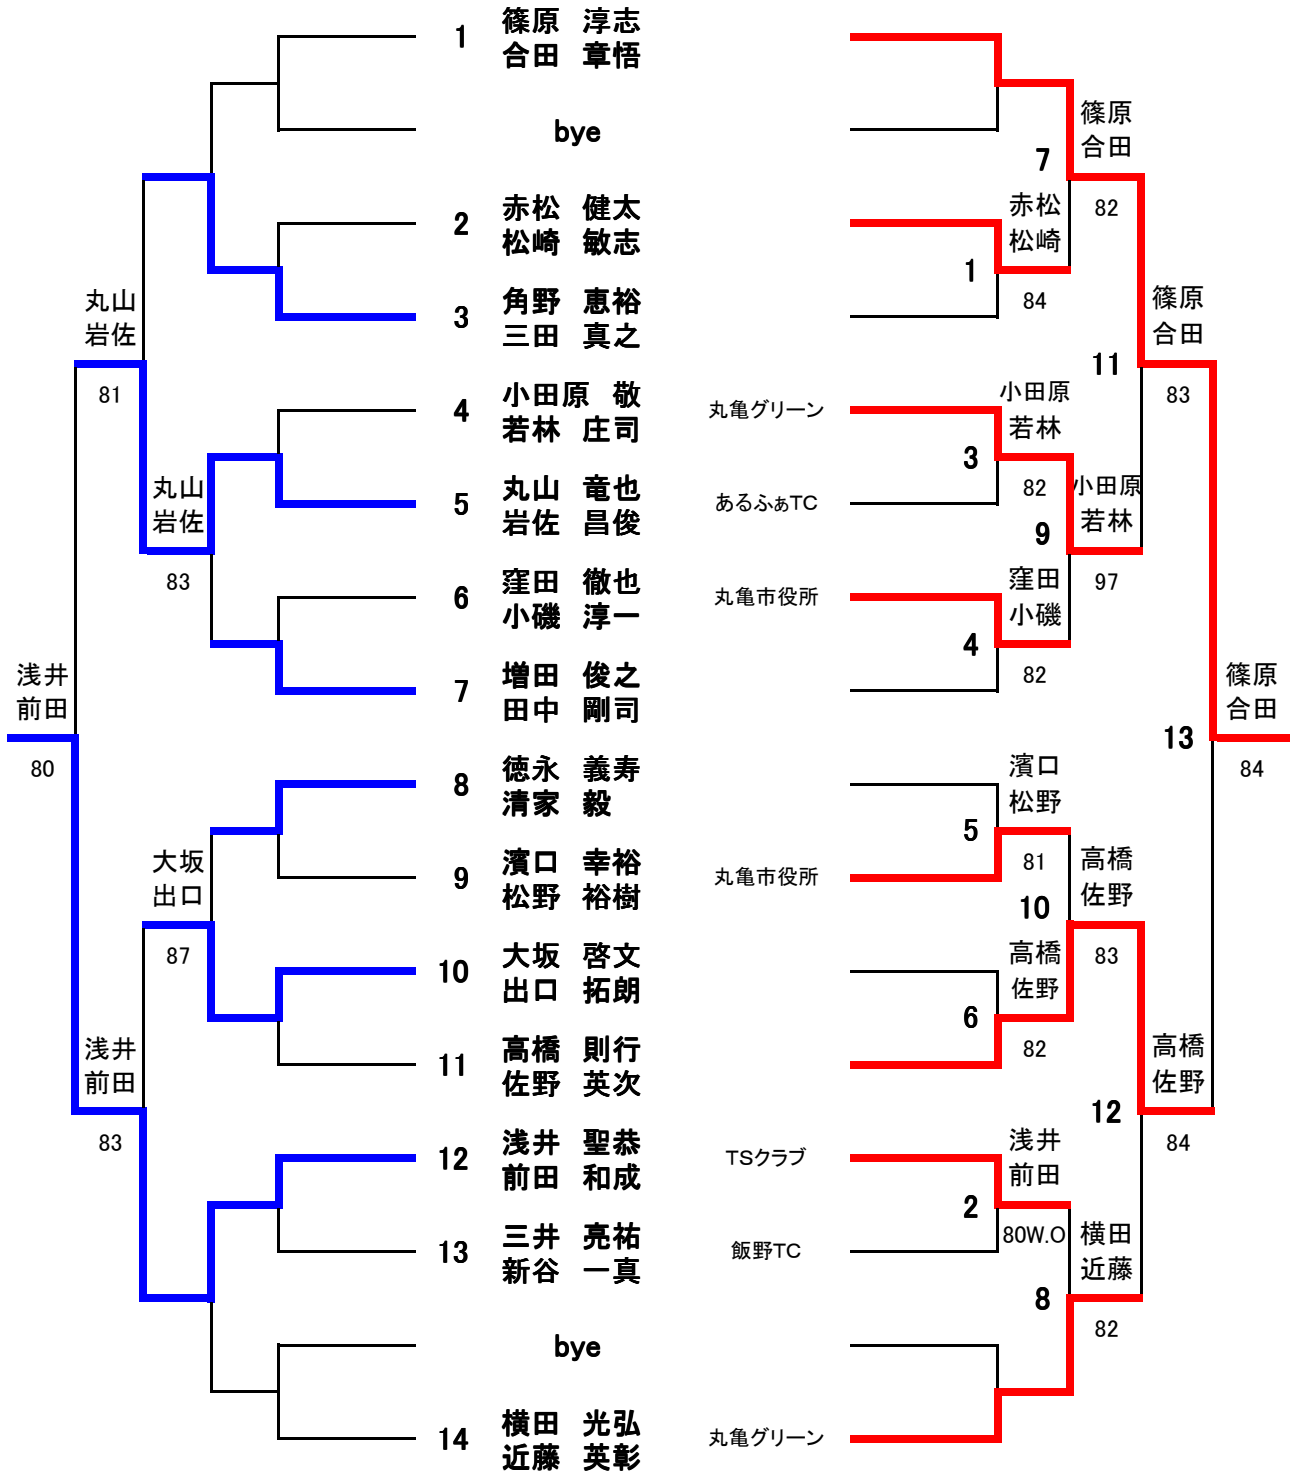 1
篠原 淳志
合田 章悟
bye
篠原
合田
7
82
2
赤松 健太
松崎 敏志
赤松
松崎
1
84
3
角野 恵裕
三田 真之
丸山
岩佐
81
篠原
合田
11
83
4
小田原 敬
若林 庄司
丸亀グリーン
小田原
若林
3
82
5
丸山 竜也
岩佐 昌俊
あるふぁTC
丸山
岩佐
83
小田原
若林
9
97
6
窪田 徹也
小磯 淳一
丸亀市役所
窪田
小磯
4
82
7
増田 俊之
田中 剛司
浅井
前田
80
篠原
合田
13
84
8
徳永 義寿
清家 毅
濱口
松野
5
81
9
濱口 幸裕
松野 裕樹
丸亀市役所
大坂
出口
87
高橋
佐野
10
83
10
大坂 啓文
出口 拓朗
高橋
佐野
6
82
11
高橋 則行
佐野 英次
浅井
前田
83
高橋
佐野
12
84
12
浅井 聖恭
前田 和成
TSクラブ
浅井
前田
2
80W.O
13
三井 亮祐
新谷 一真
飯野TC
横田
近藤
8
82
bye
14
横田 光弘
近藤 英彰
丸亀グリーン